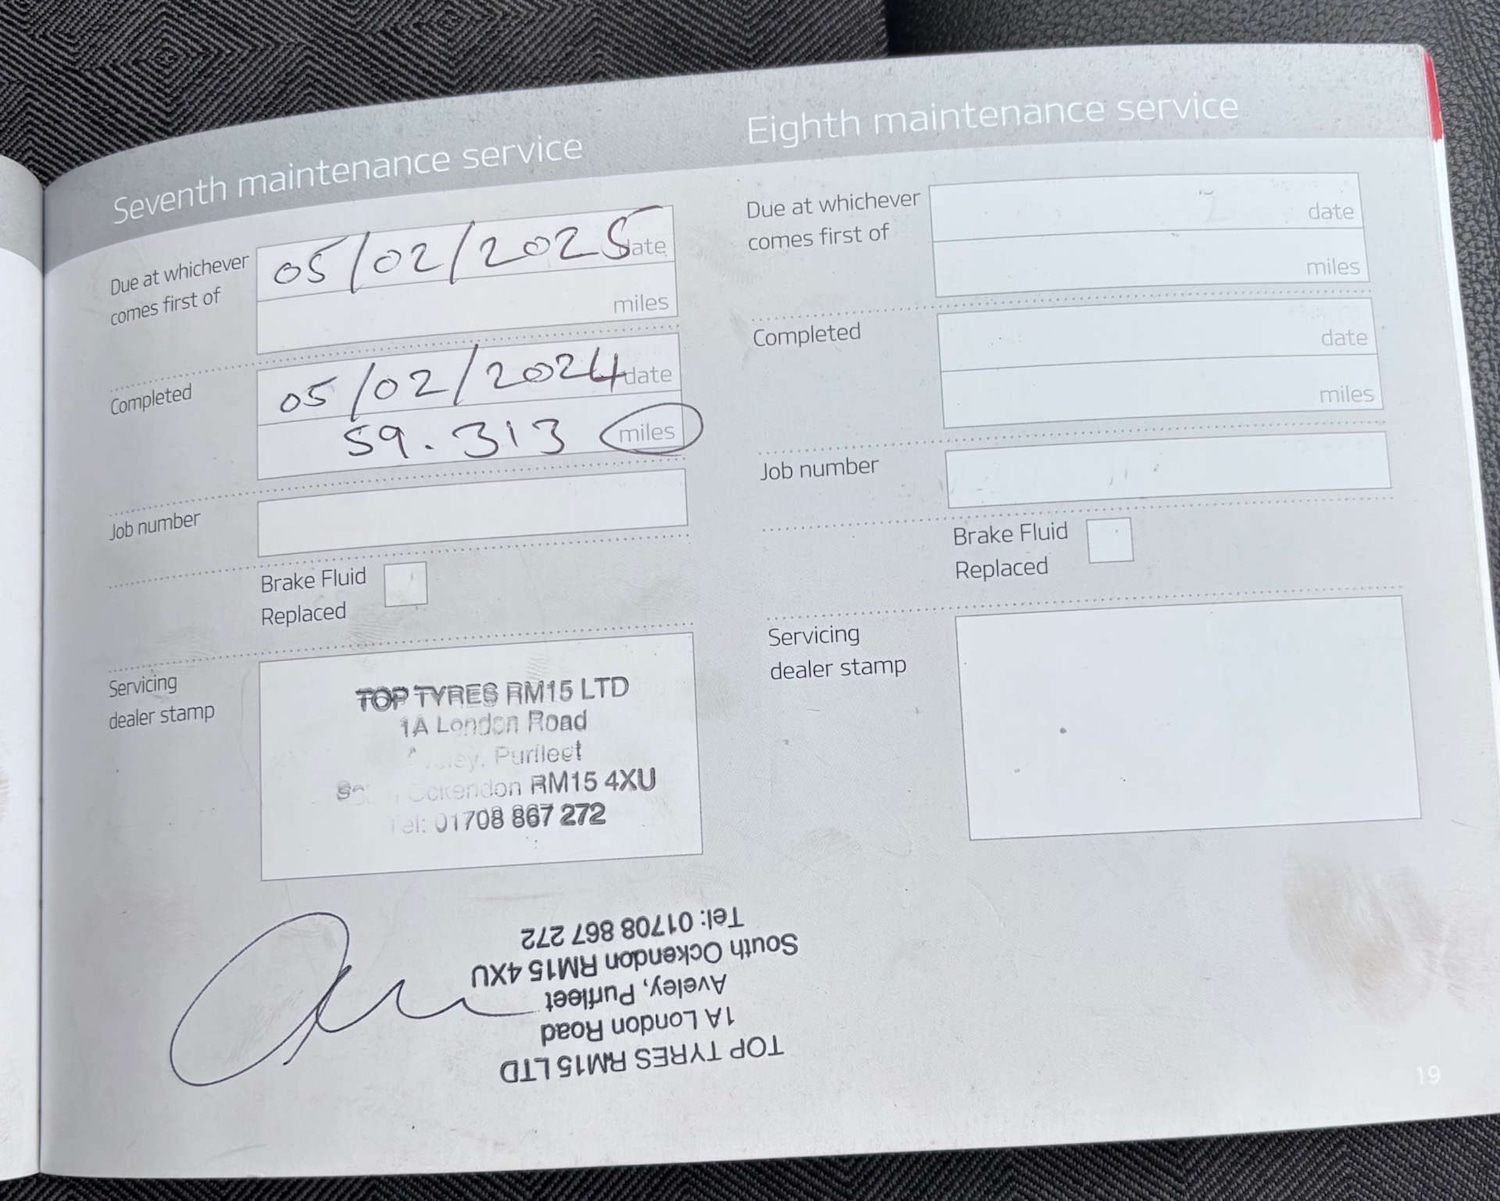 Seventh maintenance service
Due at whichever
comes first of
05/02/2025 date
miles
Completed
05/02/2024 date
59.313 miles
Job number
Brake Fluid
Replaced
Servicing
dealer stamp
TOP TYRES RM15 LTD
1A London Road
Purfleet
Ockendon RM15 4XU
Tel: 01708 867 272
TOP TYRES RM15 LTD
1A London Road
Aveley, Purfleet
South Ockendon RM15 4XU
Tel: 01708 867 272
Eighth maintenance service
Due at whichever
comes first of
date
miles
Completed
date
miles
Job number
Brake Fluid
Replaced
Servicing
dealer stamp
19